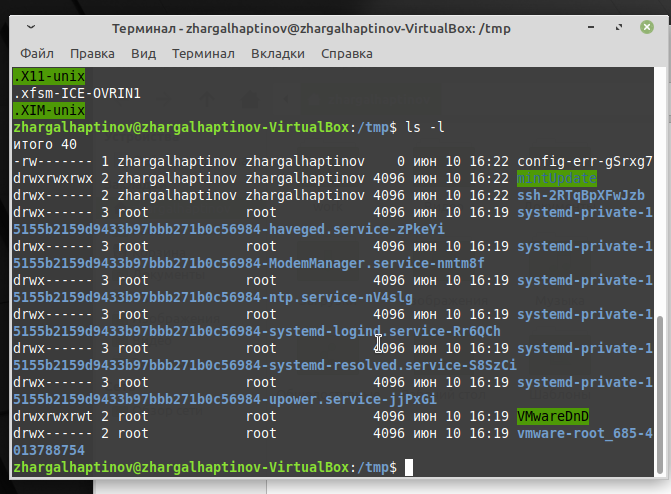 Терминал - zhargalhaptinov@zhargalhaptinov-VirtualBox: /tmp
Файл Правка Вид Терминал Вкладки Справка
.X11-unix
.xfsm-ICE-OVRIN1
.XIM-unix
zhargalhaptinov@zhargalhaptinov-VirtualBox:/tmp$ ls -l
итого 40
-rw------- 1 zhargalhaptinov zhargalhaptinov 0 июн 10 16:22 config-err-gSrxg7
drwxrwxrwx 2 zhargalhaptinov zhargalhaptinov 4096 июн 10 16:22 mintUpdate
drwx------ 2 zhargalhaptinov zhargalhaptinov 4096 июн 10 16:22 ssh-2RTqBpXFwJzb
drwx------ 3 root root 4096 июн 10 16:19 systemd-private-1
5155b2159d9433b97bbb271b0c56984-haveged.service-zPkeYi
drwx------ 3 root root 4096 июн 10 16:19 systemd-private-1
5155b2159d9433b97bbb271b0c56984-ModemManager.service-nmtm8f
drwx------ 3 root root 4096 июн 10 16:19 systemd-private-1
5155b2159d9433b97bbb271b0c56984-ntp.service-nV4slg
drwx------ 3 root root 4096 июн 10 16:19 systemd-private-1
5155b2159d9433b97bbb271b0c56984-systemd-logind.service-Rr6QCh
drwx------ 3 root root 4096 июн 10 16:19 systemd-private-1
5155b2159d9433b97bbb271b0c56984-systemd-resolved.service-S8SzCi
drwx------ 3 root root 4096 июн 10 16:19 systemd-private-1
5155b2159d9433b97bbb271b0c56984-upower.service-jjPxGi
drwxrwxrwt 2 root root 4096 июн 10 16:19 VMwareDnD
drwx------ 2 root root 4096 июн 10 16:19 vmware-root_685-4
013788754
zhargalhaptinov@zhargalhaptinov-VirtualBox:/tmp$